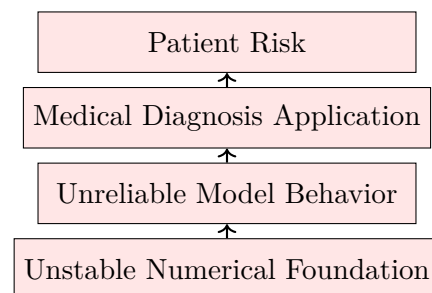 Patient Risk
Medical Diagnosis Application
Unreliable Model Behavior
Unstable Numerical Foundation